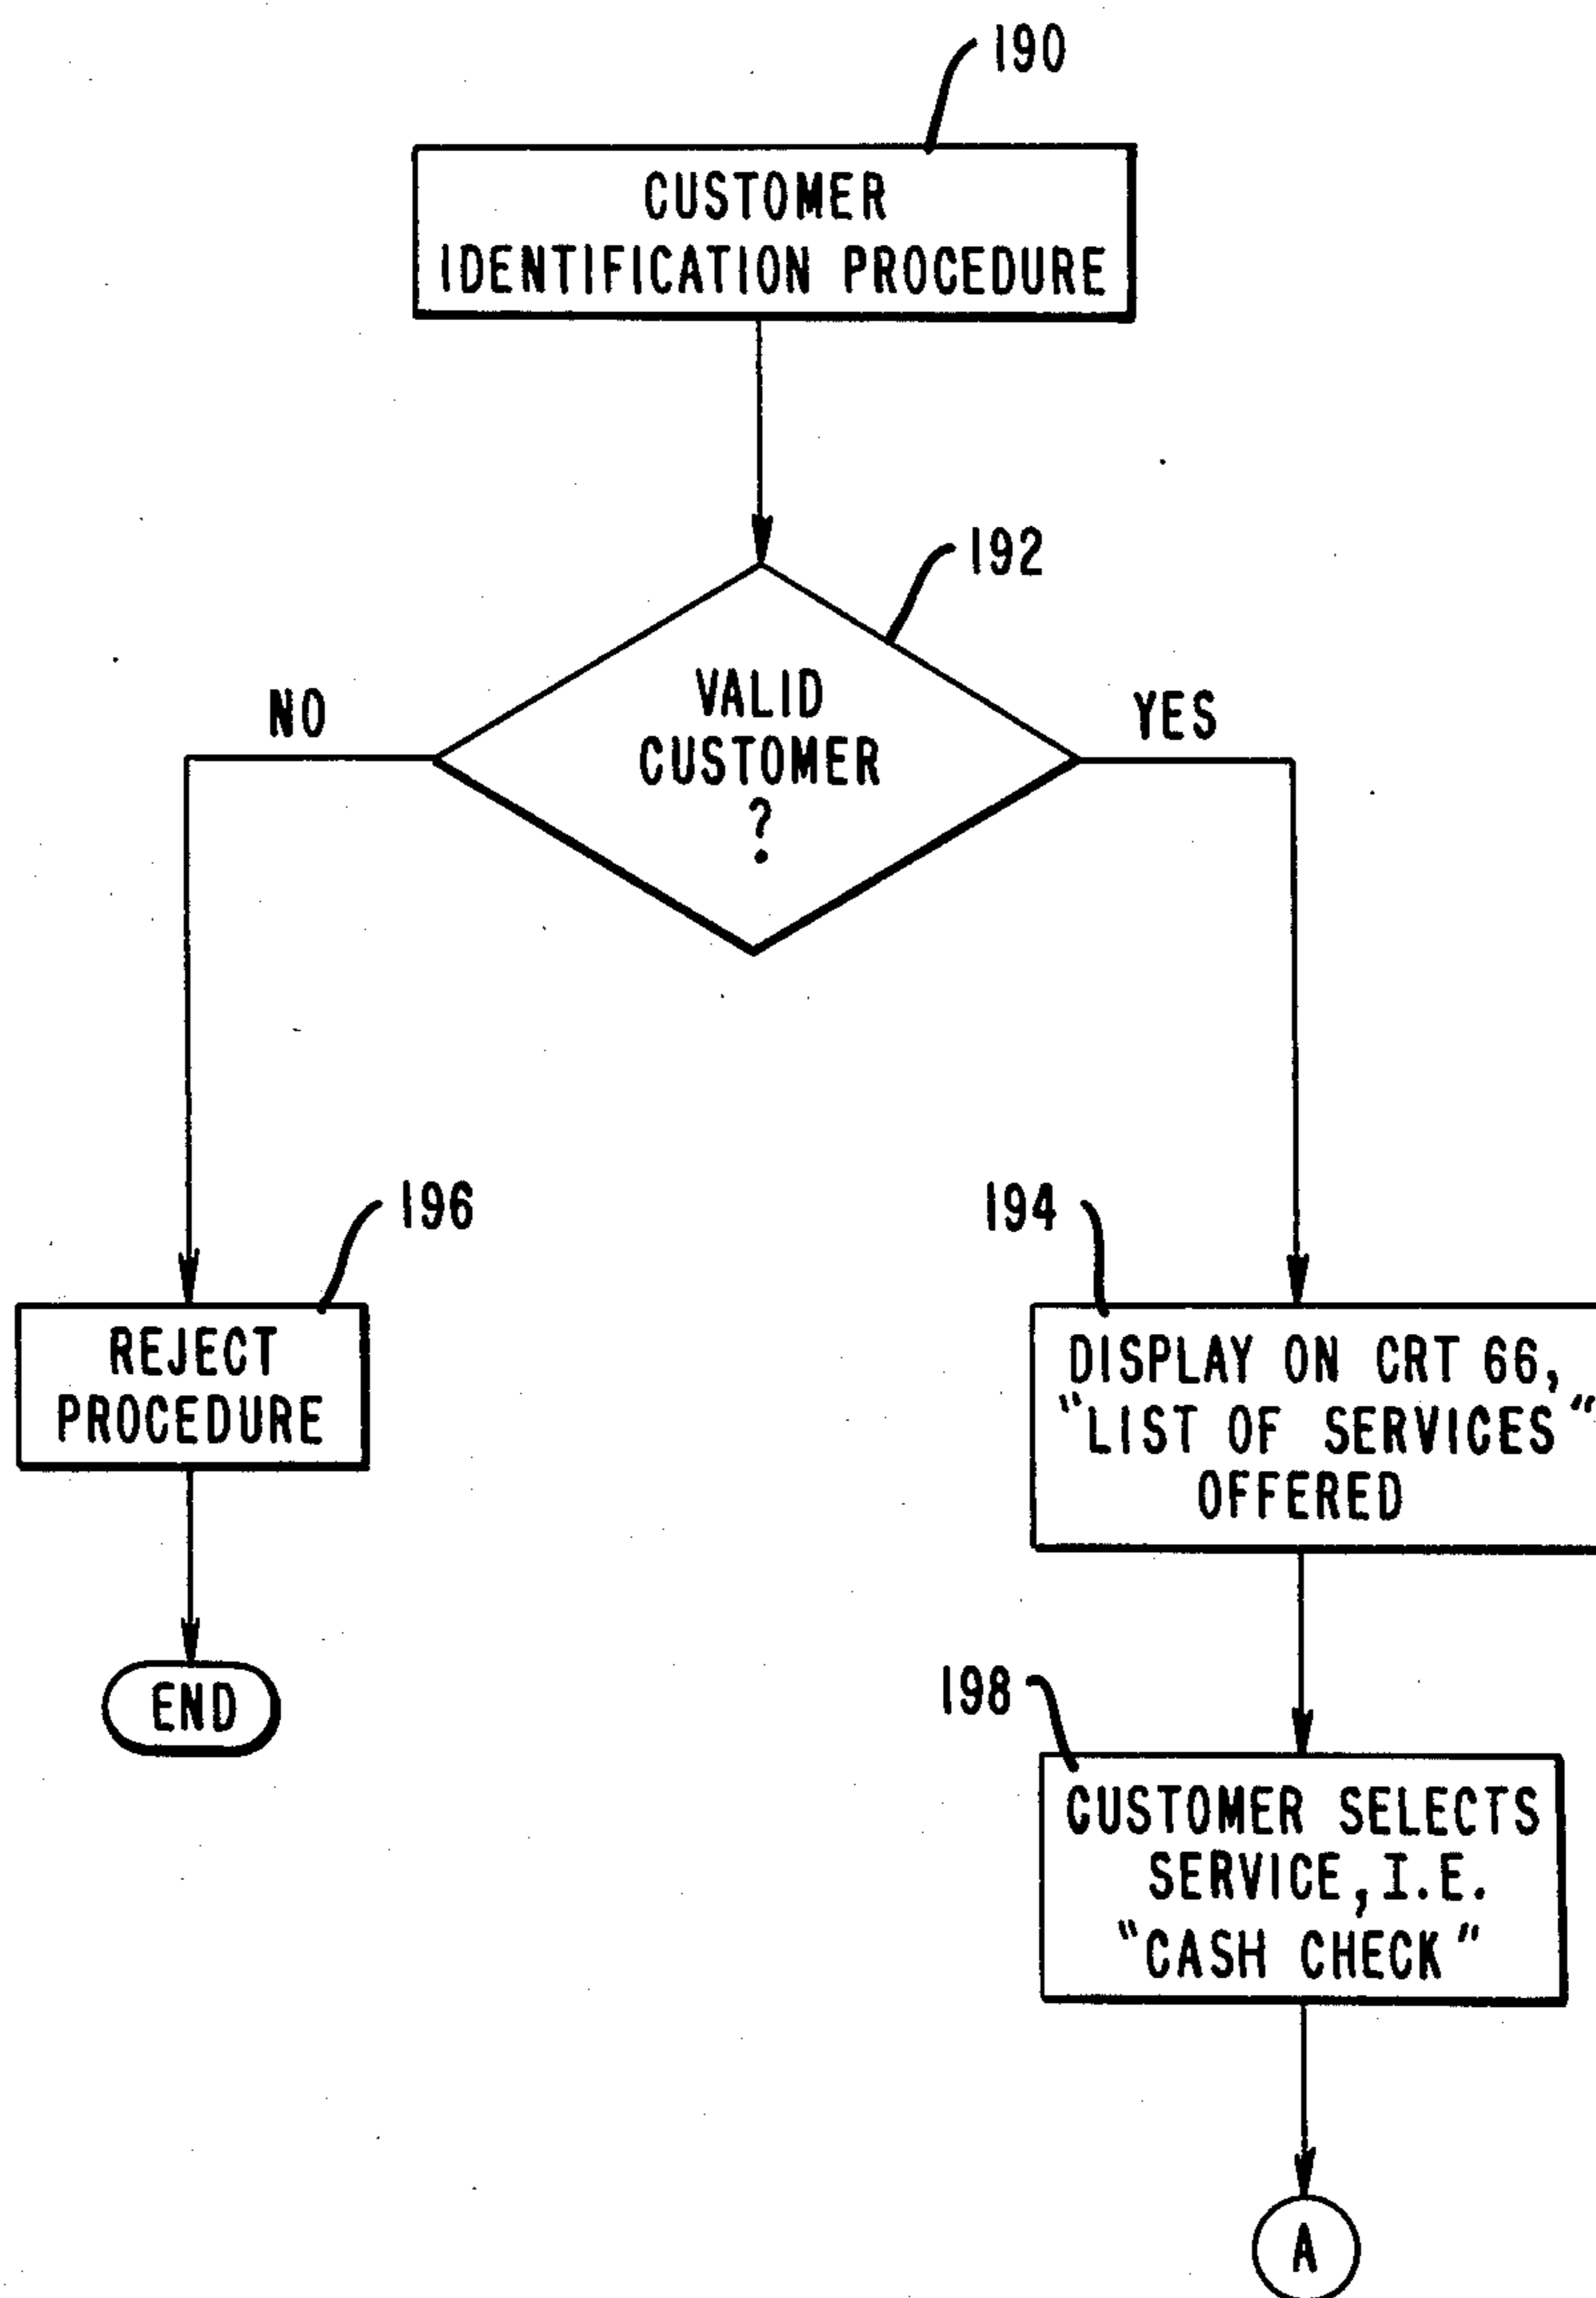 190
CUSTOMER
IDENTIFICATION PROCEDURE
192
VALID
CUSTOMER
?
NO
YES
196
REJECT
PROCEDURE
END
194
DISPLAY ON CRT 66,
"LIST OF SERVICES"
OFFERED
198
CUSTOMER SELECTS
SERVICE, I.E.
"CASH CHECK"
A